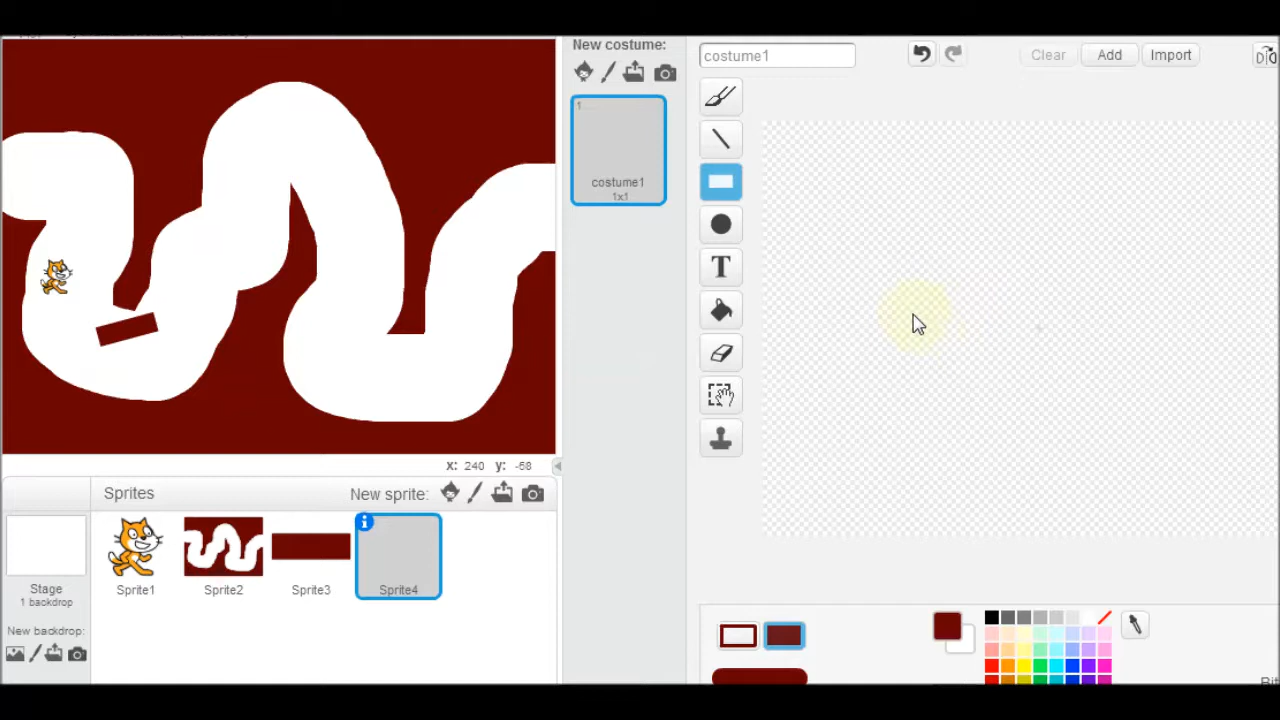 New costume:
costume1
Clear
Add
Import
1
costume1
1x1
T
x: 240 y: -58
Sprites
New sprite:
Stage
1 backdrop
New backdrop:
Sprite1
Sprite2
Sprite3
Sprite4